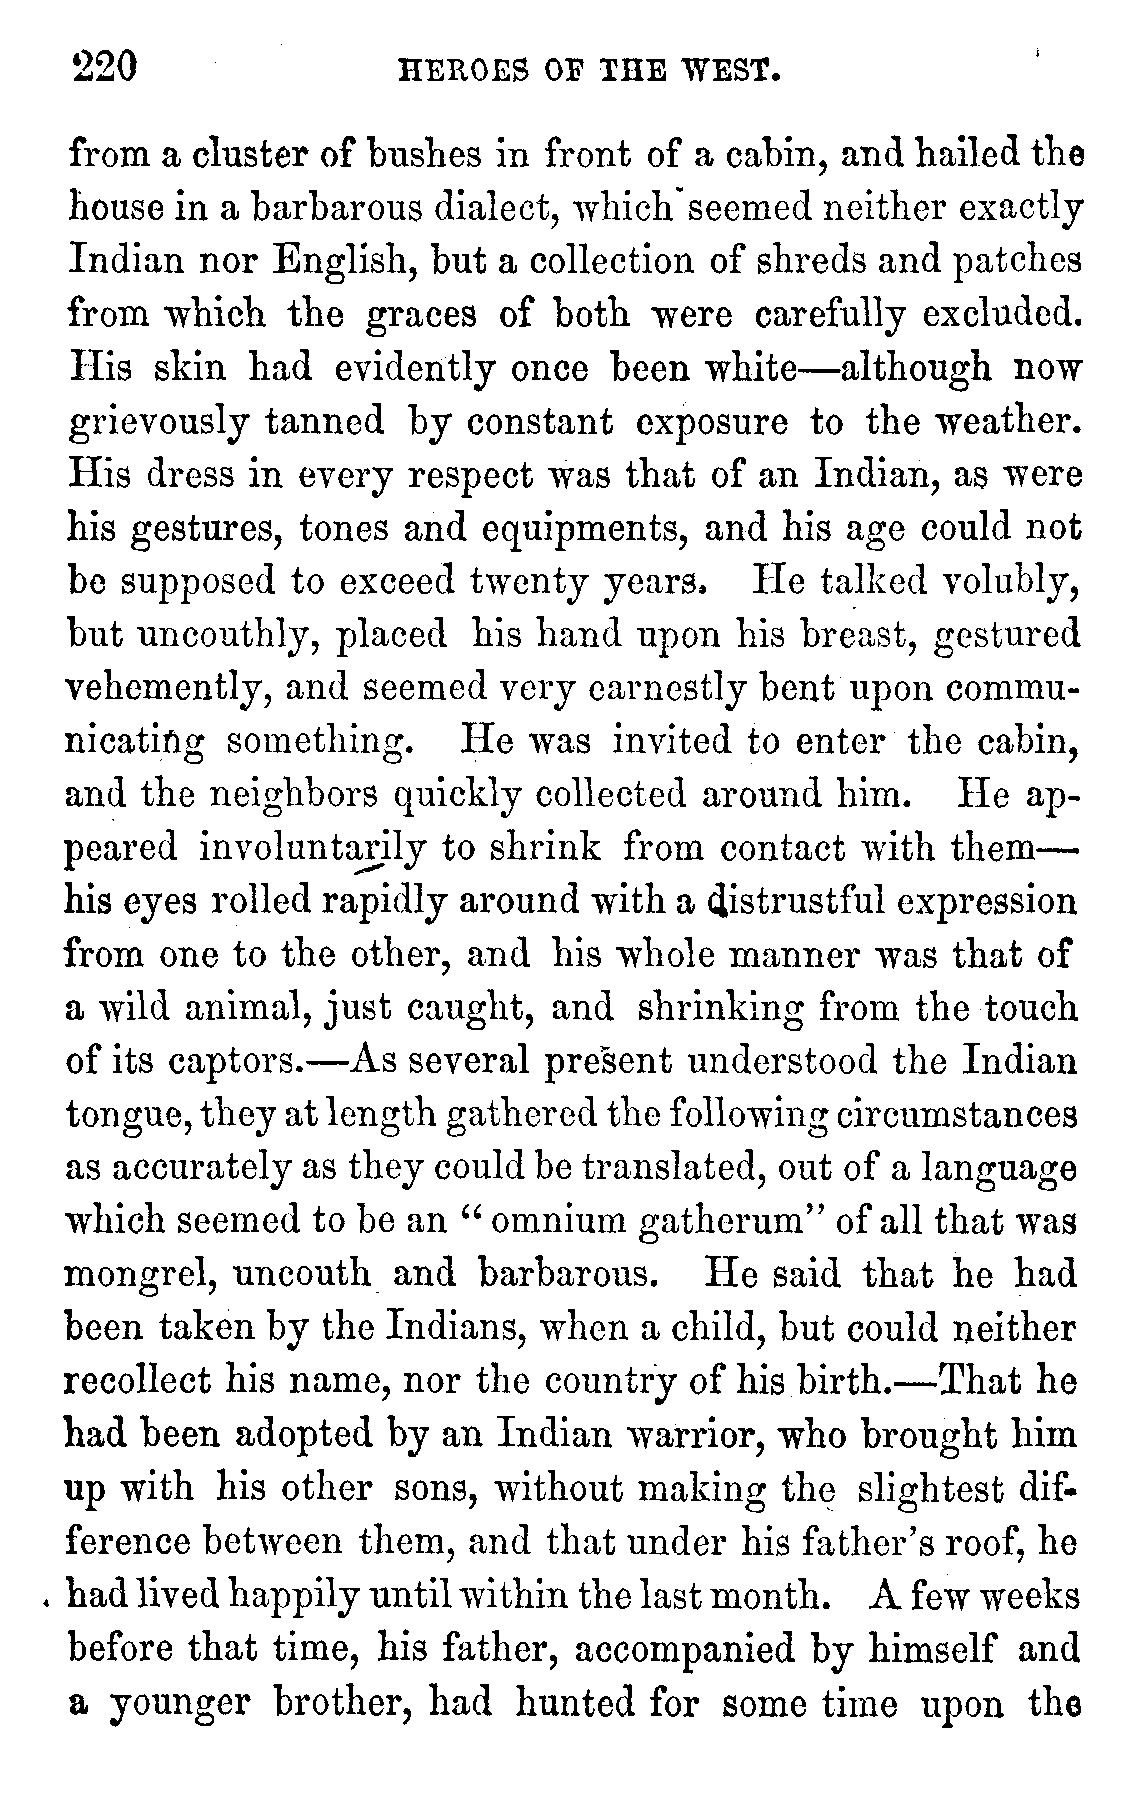 220 HEROES OF THE WEST.
from a cluster of bushes in front of a cabin, and hailed the
house in a barbarous dialect, which seemed neither exactly
Indian nor English, but a collection of shreds and patches
from which the graces of both were carefully excluded.
His skin had evidently once been white—although now
grievously tanned by constant exposure to the weather.
His dress in every respect was that of an Indian, as were
his gestures, tones and equipments, and his age could not
be supposed to exceed twenty years. He talked volubly,
but uncouthly, placed his hand upon his breast, gestured
vehemently, and seemed very earnestly bent upon commu-
nicating something. He was invited to enter the cabin,
and the neighbors quickly collected around him. He ap-
peared involuntarily to shrink from contact with them—
his eyes rolled rapidly around with a distrustful expression
from one to the other, and his whole manner was that of
a wild animal, just caught, and shrinking from the touch
of its captors.—As several present understood the Indian
tongue, they at length gathered the following circumstances
as accurately as they could be translated, out of a language
which seemed to be an “ omnium gatherum” of all that was
mongrel, uncouth and barbarous. He said that he had
been taken by the Indians, when a child, but could neither
recollect his name, nor the country of his birth.—That he
had been adopted by an Indian warrior, who brought him
up with his other sons, without making the slightest dif-
ference between them, and that under his father’s roof, he
had lived happily until within the last month. A few weeks
before that time, his father, accompanied by himself and
a younger brother, had hunted for some time upon the